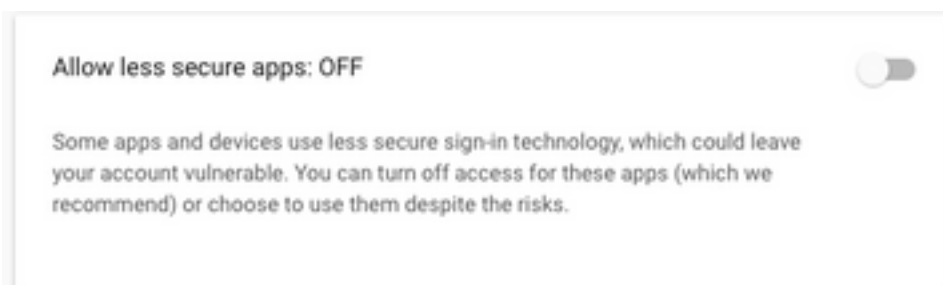 Allow less secure apps: OFF
Some apps and devices use less secure sign-in technology, which could leave
your account vulnerable. You can turn off access for these apps (which we
recommend) or choose to use them despite the risks.